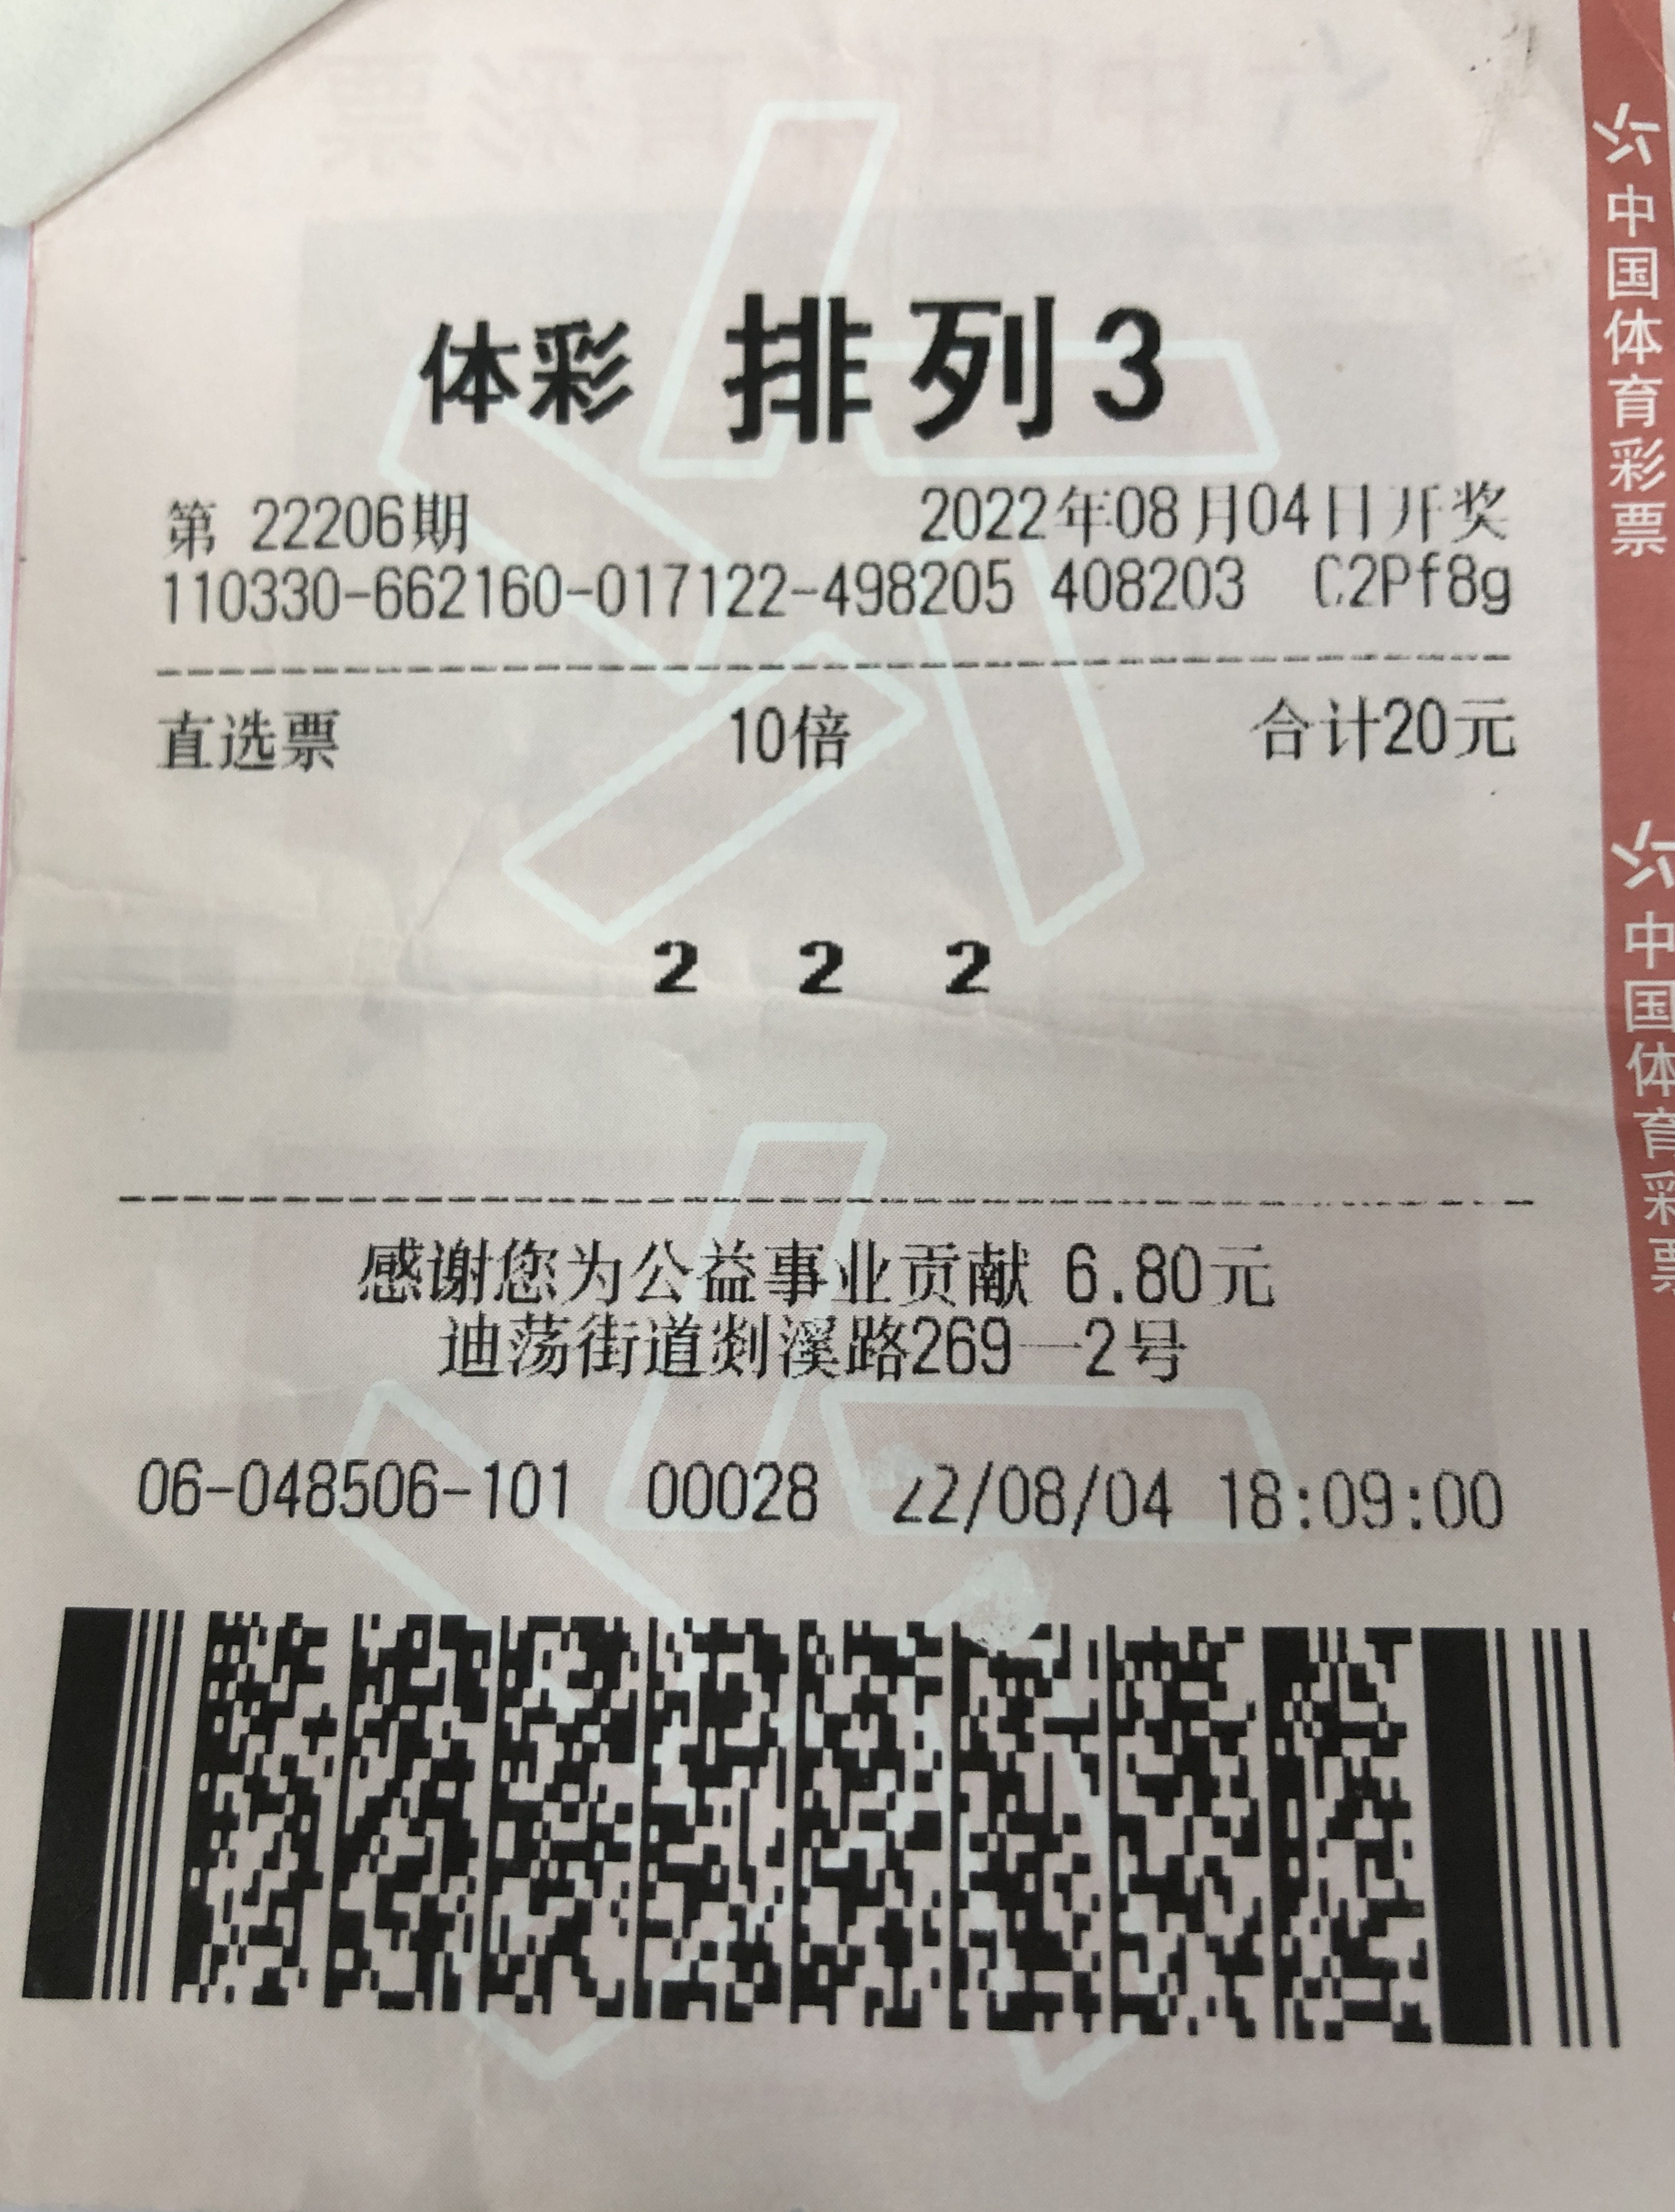 体彩 排列3
第 22206期 2022年08月04日开奖
110330-662160-017122-498205 408203 C2Pf8g
直选票 10倍 合计20元
2 2 2
感谢您为公益事业贡献 6.80元
迪荡街道剡溪路269—2号
06-048506-101 00028 22/08/04 18:09:00
中国体育彩票
中国体育彩票